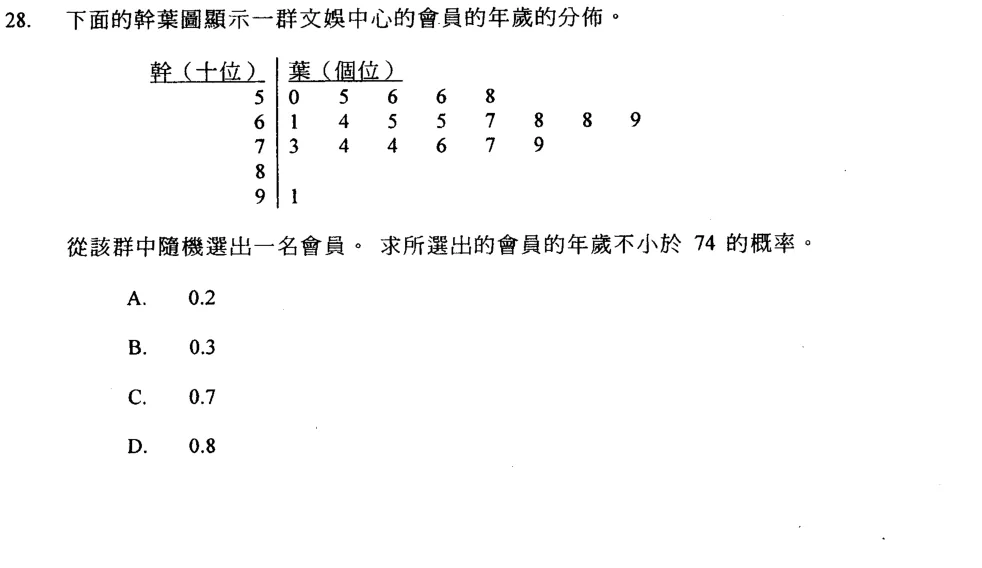 28. 下面的幹葉圖顯示一群文娛中心的會員的年歲的分佈。
幹（十位） 葉（個位）
5 0 5 6 6 8
6 1 4 5 5 7 8 8 9
7 3 4 4 6 7 9
8
9 1
從該群中隨機選出一名會員。 求所選出的會員的年歲不小於 74 的概率。
A. 0.2
B. 0.3
C. 0.7
D. 0.8